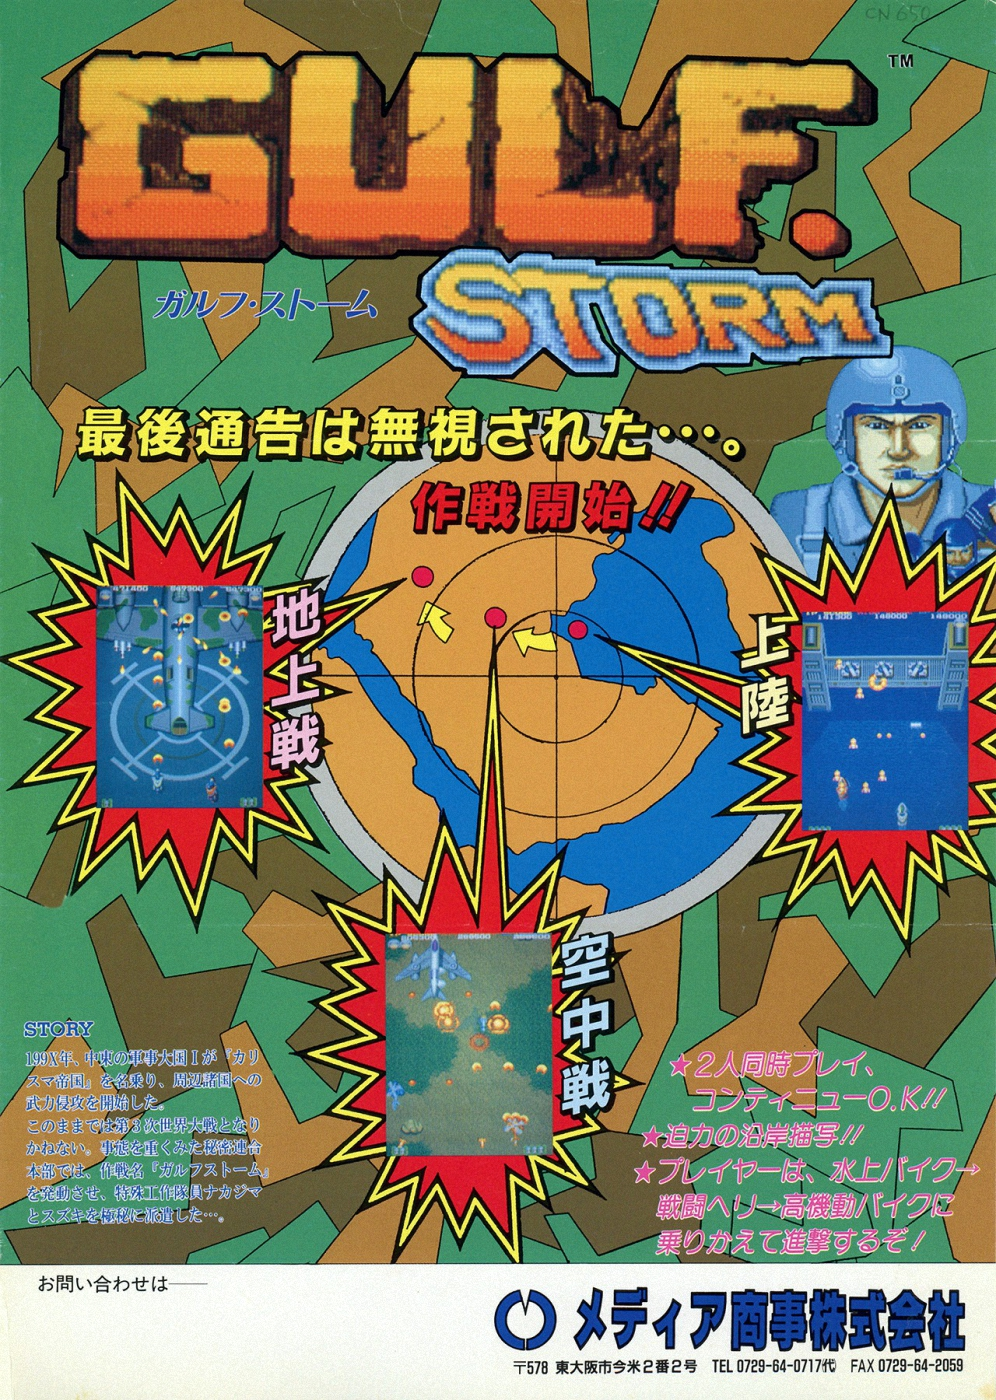 CN 650
GULF.
TM
STORM
ガルフ・ストーム
最後通告は無視された…。
作戦開始!!
地上戦
上陸
空中戦
STORY
199X年、中東の軍事大国Iが『カリ
スマ帝国』を名乗り、周辺諸国への
武力侵攻を開始した。
このままでは第3次世界大戦となり
かねない。事態を重くみた秘密連合
本部では、作戦名『ガルフストーム』
を発動させ、特殊工作隊員ナカジマ
とスズキを極秘に派遣した…。
★2人同時プレイ、
コンティニューO.K!!
★迫力の沿岸描写!!
★プレイヤーは、水上バイク→
戦闘ヘリ→高機動バイクに
乗りかえて進撃するぞ!
お問い合わせは――
メディア商事株式会社
〒578 東大阪市今米2番2号 TEL 0729-64-0717(代) FAX 0729-64-2059